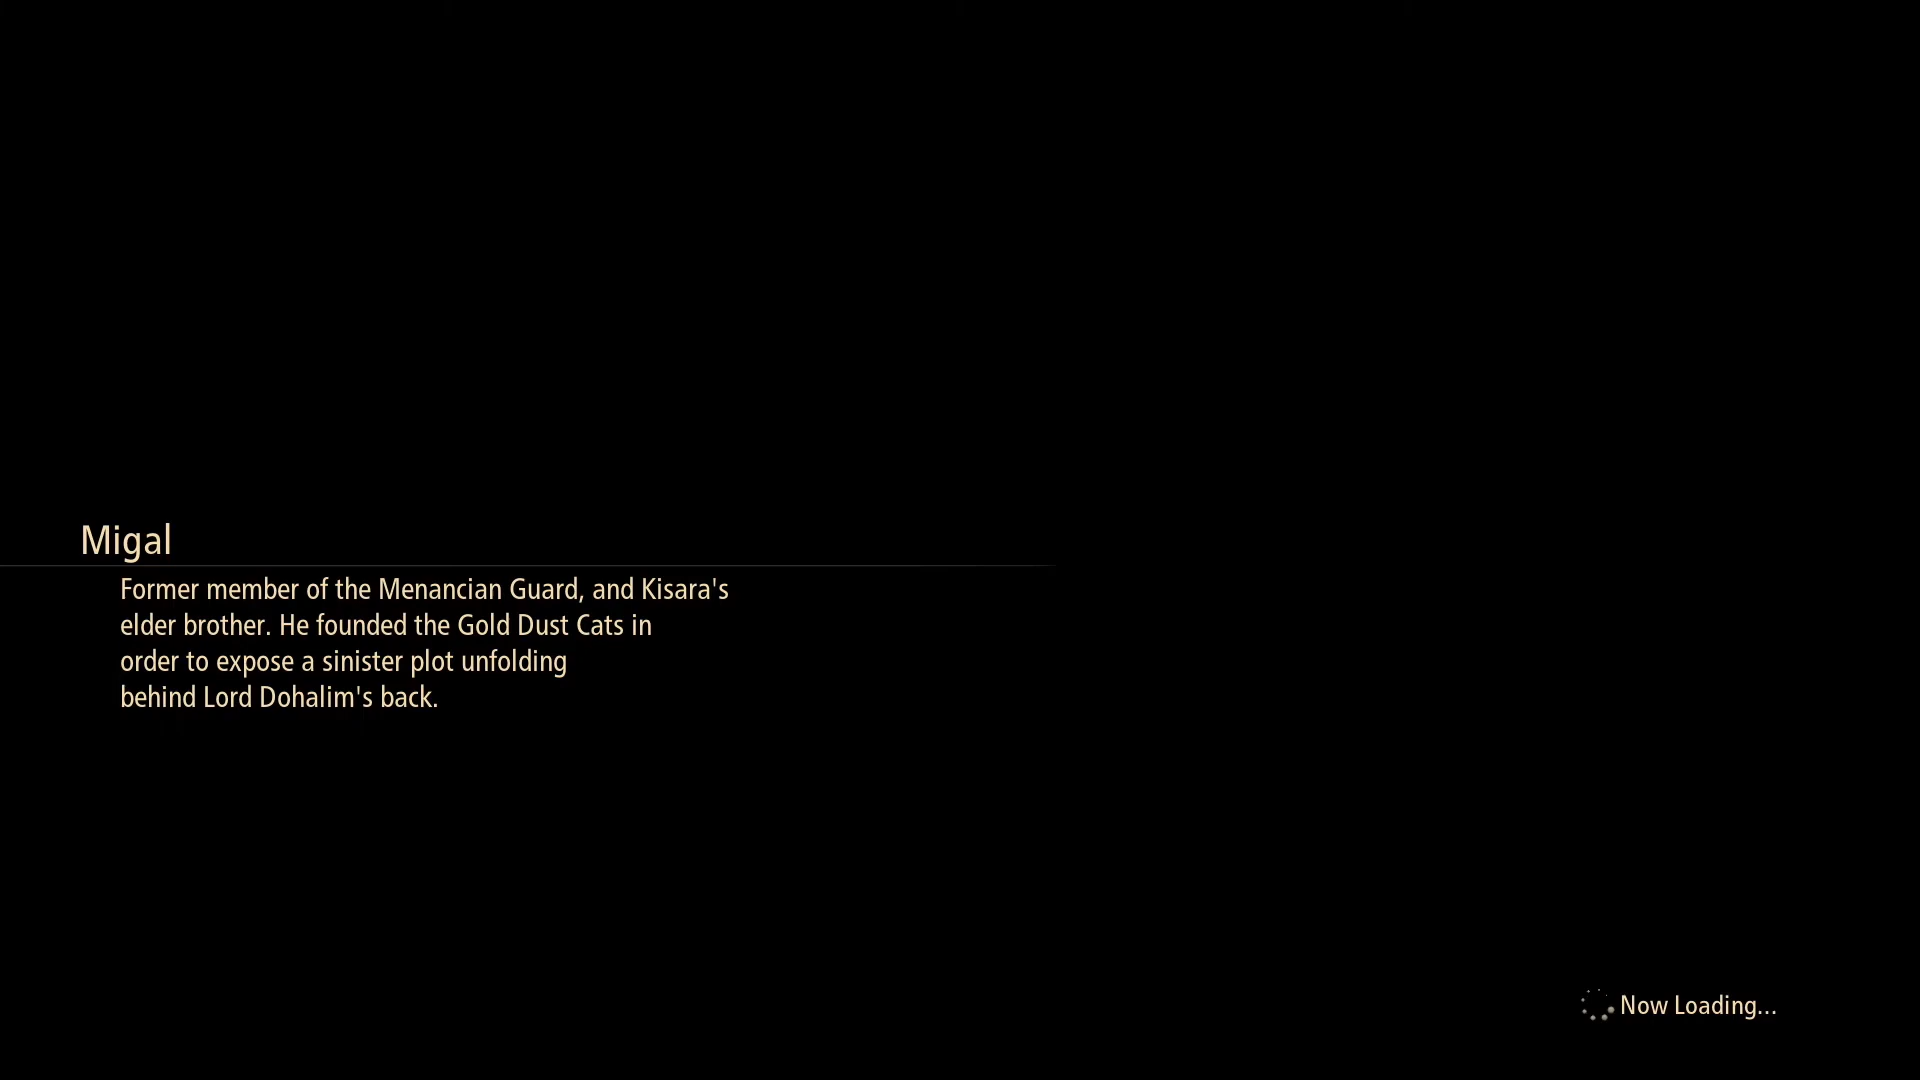 Migal
Former member of the Menancian Guard, and Kisara's
elder brother. He founded the Gold Dust Cats in
order to expose a sinister plot unfolding
behind Lord Dohalim's back.
Now Loading...